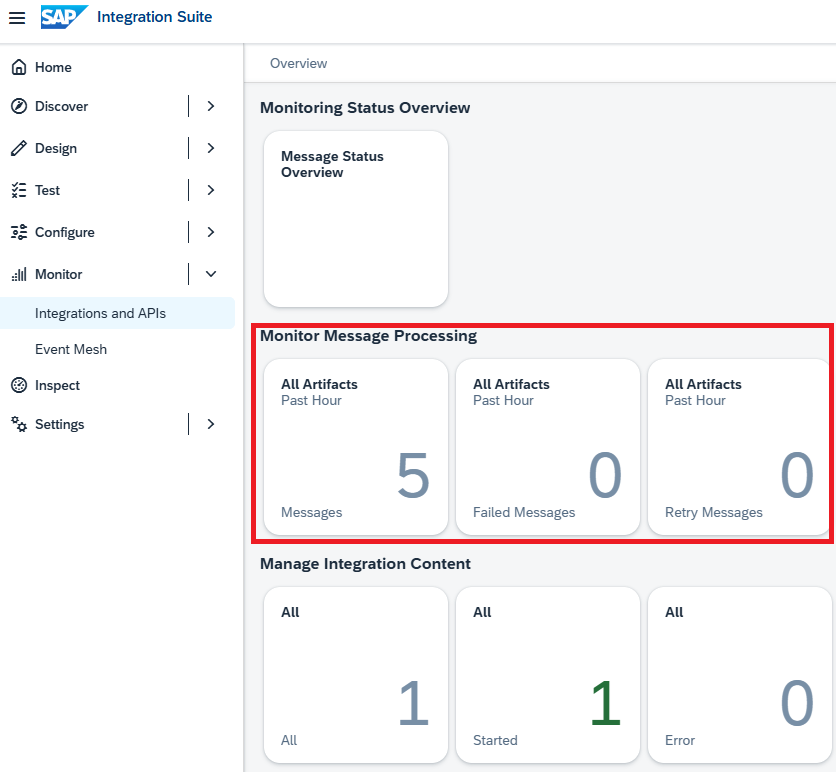 SAP Integration Suite
Home
Discover
Design
Test
Configure
Monitor
Integrations and APIs
Event Mesh
Inspect
Settings
Overview
Monitoring Status Overview
Message Status
Overview
Monitor Message Processing
All Artifacts
Past Hour
5
Messages
All Artifacts
Past Hour
0
Failed Messages
All Artifacts
Past Hour
0
Retry Messages
Manage Integration Content
All
1
All
All
1
Started
All
0
Error